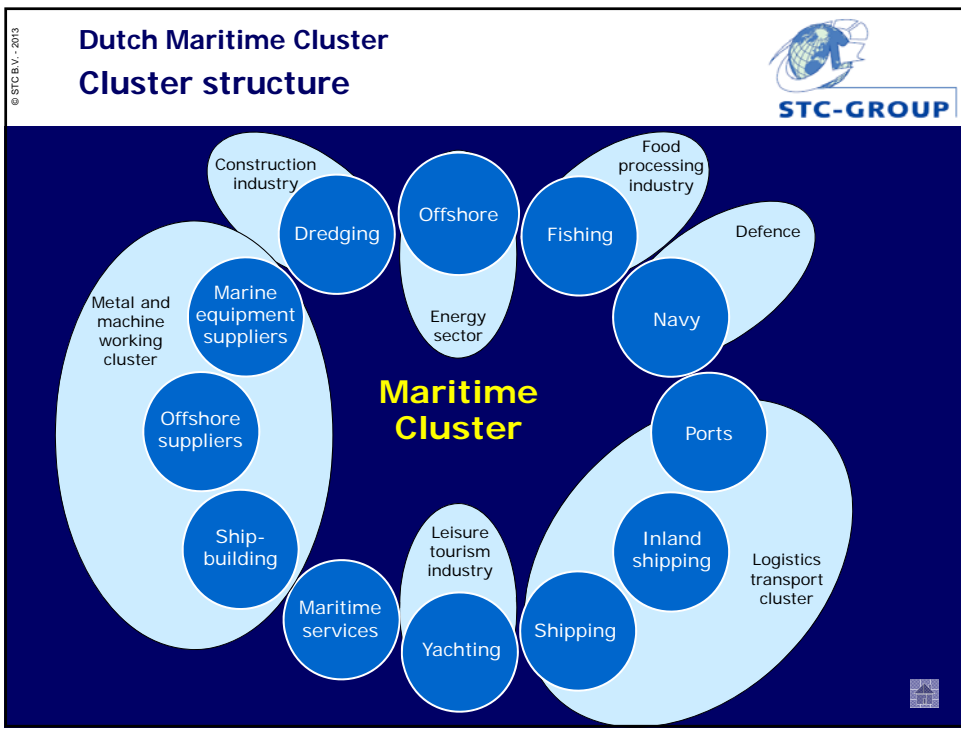 © STC B.V. - 2013
Dutch Maritime Cluster
Cluster structure
STC-GROUP
Construction
industry
Dredging
Offshore
Energy
sector
Food
processing
industry
Fishing
Defence
Navy
Metal and
machine
working
cluster
Marine
equipment
suppliers
Offshore
suppliers
Ship-
building
Maritime
Cluster
Ports
Inland
shipping
Logistics
transport
cluster
Shipping
Leisure
tourism
industry
Yachting
Maritime
services